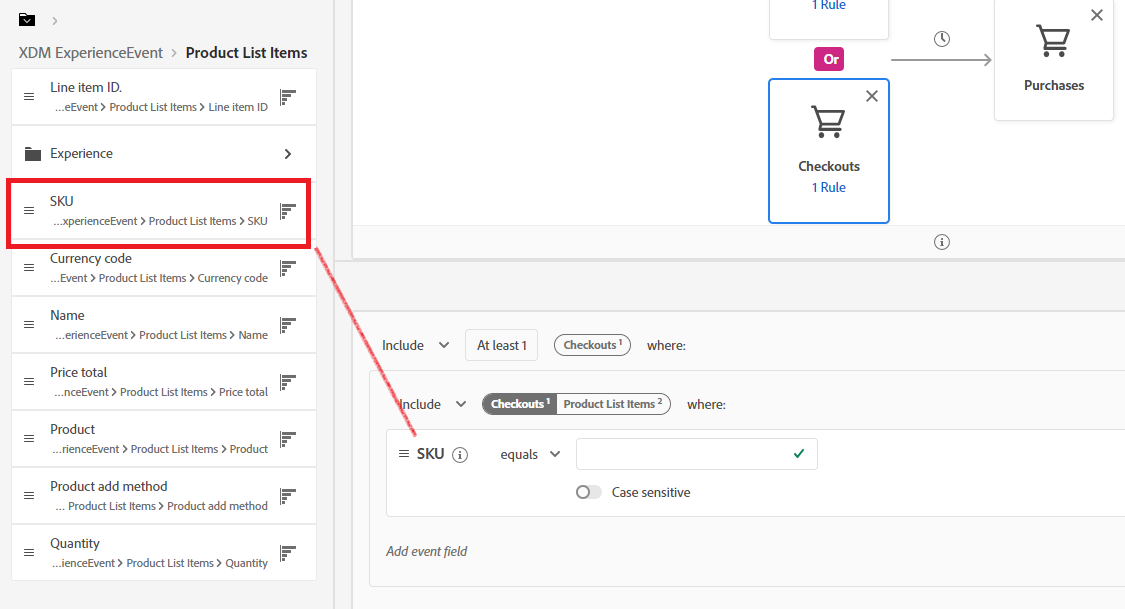 XDM ExperienceEvent > Product List Items
Line item ID.
...eEvent > Product List Items > Line item ID
Experience
SKU
...xperienceEvent > Product List Items > SKU
Currency code
...Event > Product List Items > Currency code
Name
...erienceEvent > Product List Items > Name
Price total
...nceEvent > Product List Items > Price total
Product
...rienceEvent > Product List Items > Product
Product add method
... Product List Items > Product add method
Quantity
...ienceEvent > Product List Items > Quantity
1 Rule
Or
Checkouts
1 Rule
Purchases
Include At least 1 Checkouts 1 where:
Include Checkouts 1 Product List Items 2 where:
SKU equals
Case sensitive
Add event field